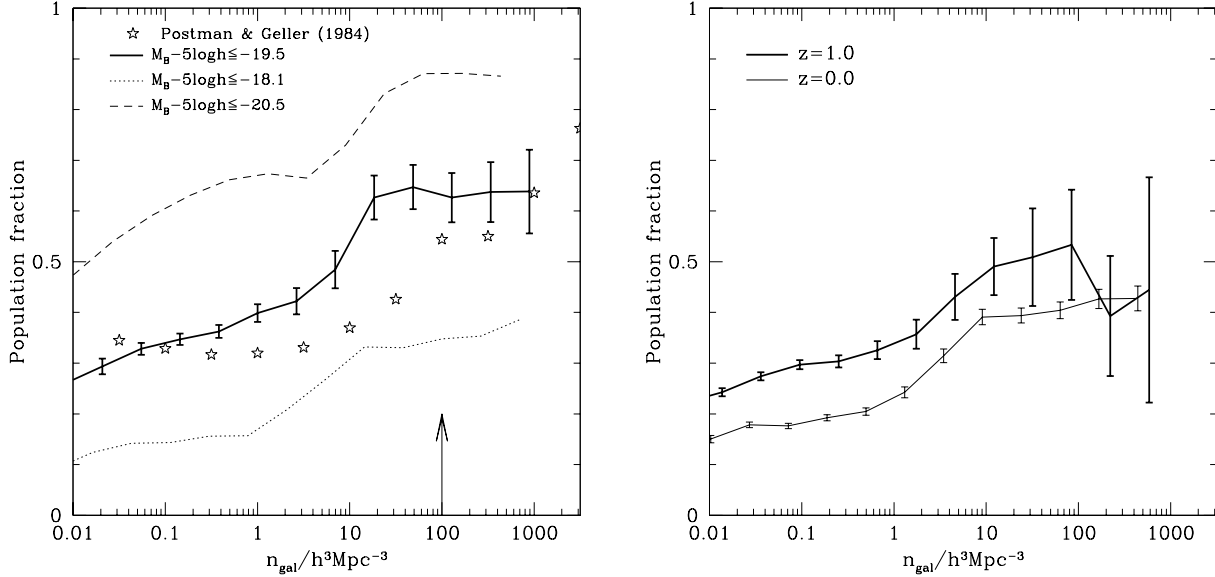 1
0.5
0
Population fraction
Postman & Geller (1984)
M_B−5logh≦−19.5
M_B−5logh≦−18.1
M_B−5logh≦−20.5
0.01 0.1 1 10 100 1000
n_gal/h³Mpc⁻³
1
0.5
0
Population fraction
z=1.0
z=0.0
0.01 0.1 1 10 100 1000
n_gal/h³Mpc⁻³